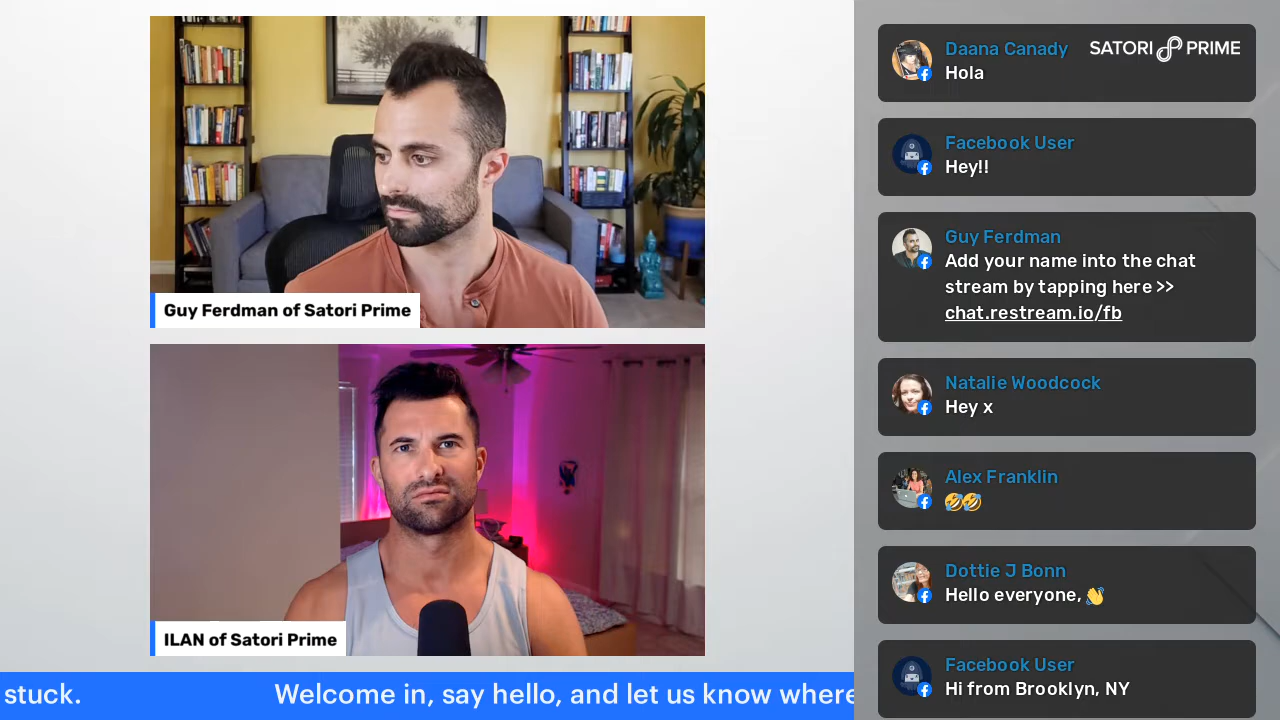 Guy Ferdman of Satori Prime
ILAN of Satori Prime
stuck. Welcome in, say hello, and let us know where
SATORI PRIME
Daana Canady
Hola
Facebook User
Hey!!
Guy Ferdman
Add your name into the chat
stream by tapping here >>
chat.restream.io/fb
Natalie Woodcock
Hey x
Alex Franklin
🤣🤣
Dottie J Bonn
Hello everyone, 👋
Facebook User
Hi from Brooklyn, NY